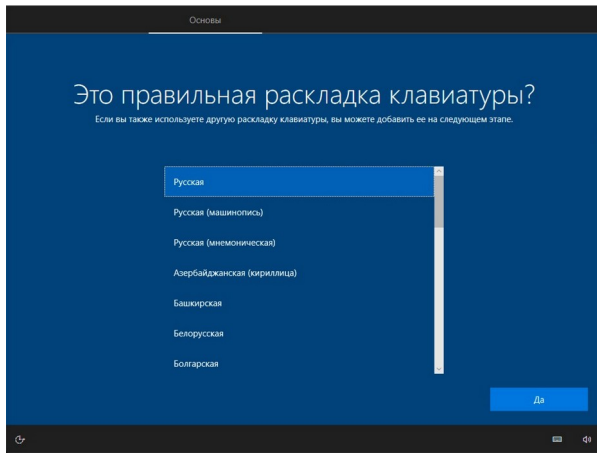 Основы
Это правильная раскладка клавиатуры?
Если вы также используете другую раскладку клавиатуры, вы можете добавить ее на следующем этапе.
Русская
Русская (машинопись)
Русская (мнемоническая)
Азербайджанская (кириллица)
Башкирская
Белорусская
Болгарская
Да